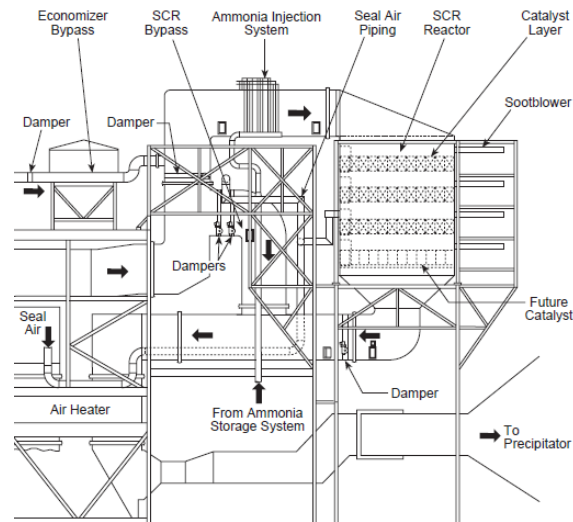 Economizer
Bypass
SCR
Bypass
Ammonia Injection
System
Seal Air
Piping
SCR
Reactor
Catalyst
Layer
Sootblower
Damper
Damper
Dampers
Seal
Air
Future
Catalyst
Air Heater
From Ammonia
Storage System
Damper
To
Precipitator